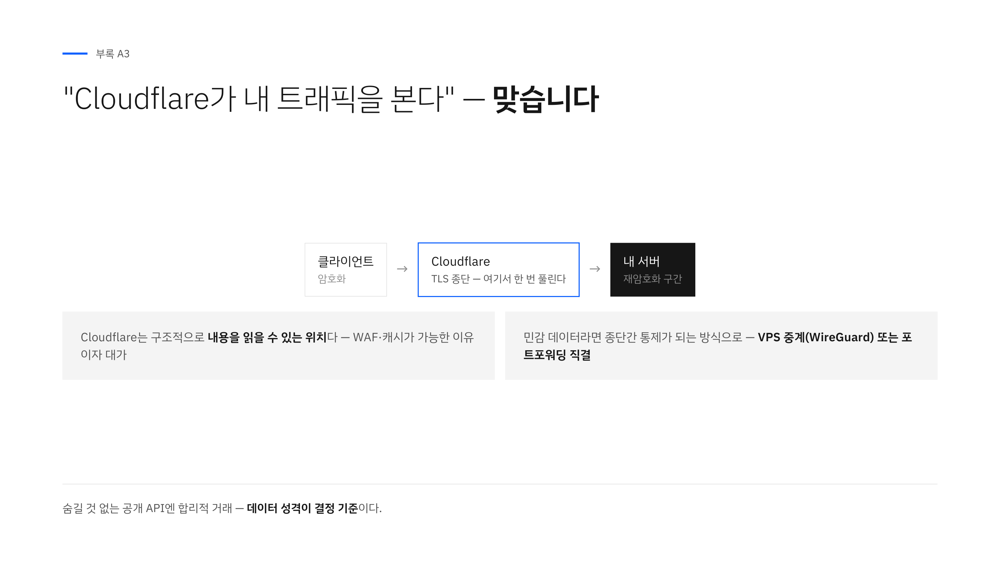 부록 A3
"Cloudflare가 내 트래픽을 본다" — 맞습니다
클라이언트
암호화
→
Cloudflare
TLS 종단 — 여기서 한 번 풀린다
→
내 서버
재암호화 구간
Cloudflare는 구조적으로 내용을 읽을 수 있는 위치다 — WAF·캐시가 가능한 이유
이자 대가
민감 데이터라면 종단간 통제가 되는 방식으로 — VPS 중계(WireGuard) 또는 포
트포워딩 직결
숨길 것 없는 공개 API엔 합리적 거래 — 데이터 성격이 결정 기준이다.